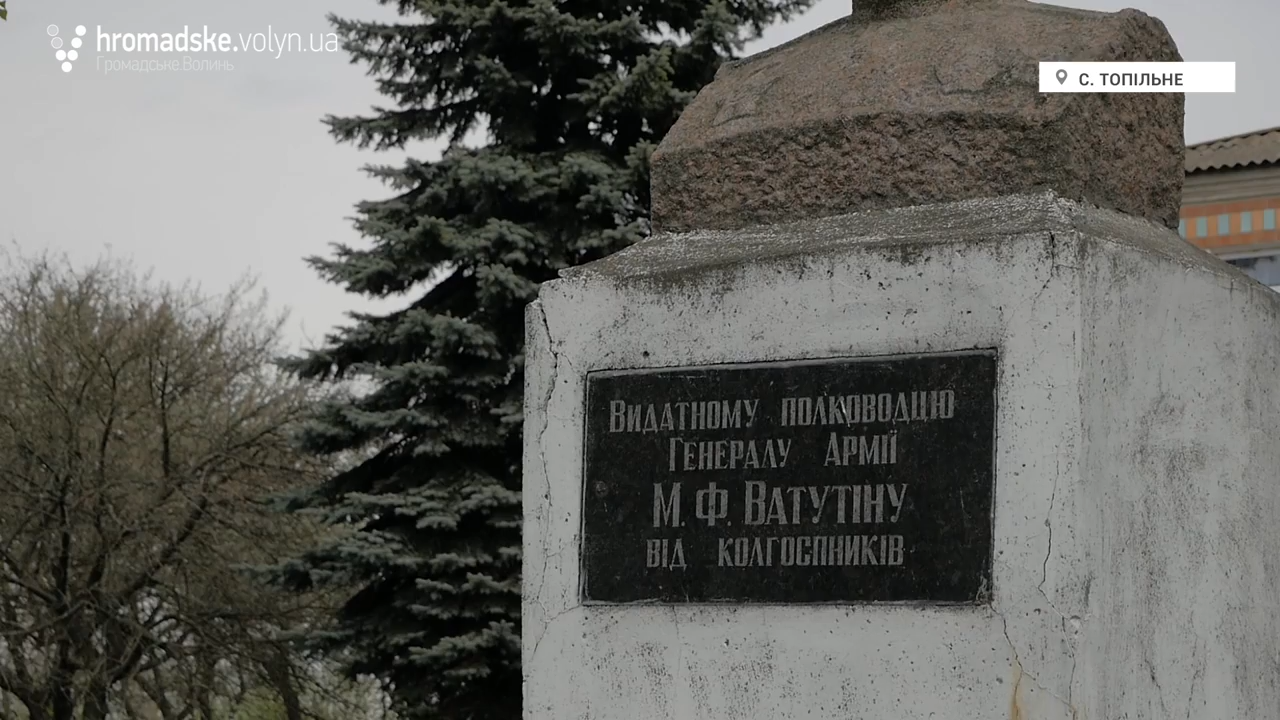 hromadske.volyn.ua
Громадське.Волинь
С. ТОПІЛЬНЕ
Видатному полководцю
Генералу Армії
М. Ф. Ватутіну
від колгоспників